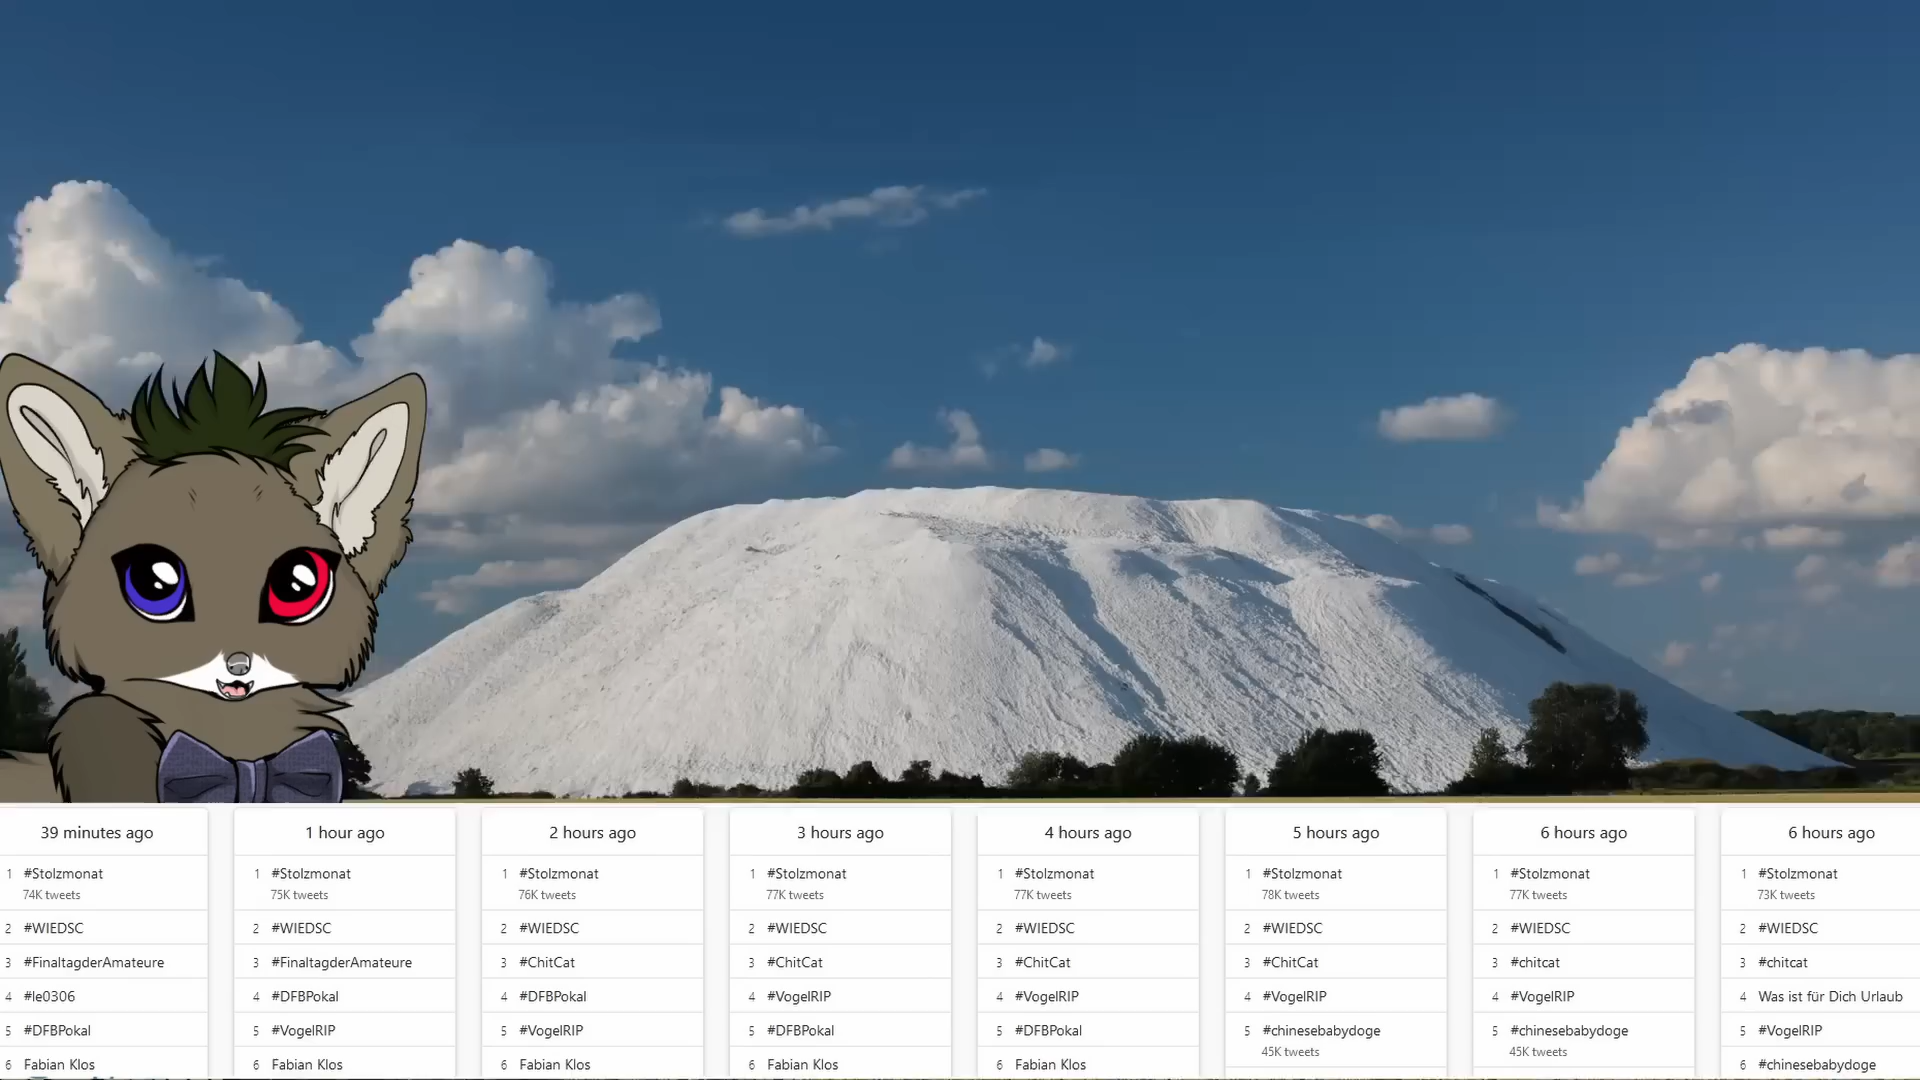 39 minutes ago
1 #Stolzmonat
74K tweets
2 #WIEDSC
3 #FinaltagderAmateure
4 #le0306
5 #DFBPokal
6 Fabian Klos
1 hour ago
1 #Stolzmonat
75K tweets
2 #WIEDSC
3 #FinaltagderAmateure
4 #DFBPokal
5 #VogelRIP
6 Fabian Klos
2 hours ago
1 #Stolzmonat
76K tweets
2 #WIEDSC
3 #ChitCat
4 #DFBPokal
5 #VogelRIP
6 Fabian Klos
3 hours ago
1 #Stolzmonat
77K tweets
2 #WIEDSC
3 #ChitCat
4 #VogelRIP
5 #DFBPokal
6 Fabian Klos
4 hours ago
1 #Stolzmonat
77K tweets
2 #WIEDSC
3 #ChitCat
4 #VogelRIP
5 #DFBPokal
6 Fabian Klos
5 hours ago
1 #Stolzmonat
78K tweets
2 #WIEDSC
3 #ChitCat
4 #VogelRIP
5 #chinesebabydoge
45K tweets
6 hours ago
1 #Stolzmonat
77K tweets
2 #WIEDSC
3 #chitcat
4 #VogelRIP
5 #chinesebabydoge
45K tweets
6 hours ago
1 #Stolzmonat
73K tweets
2 #WIEDSC
3 #chitcat
4 Was ist für Dich Urlaub
5 #VogelRIP
6 #chinesebabydoge